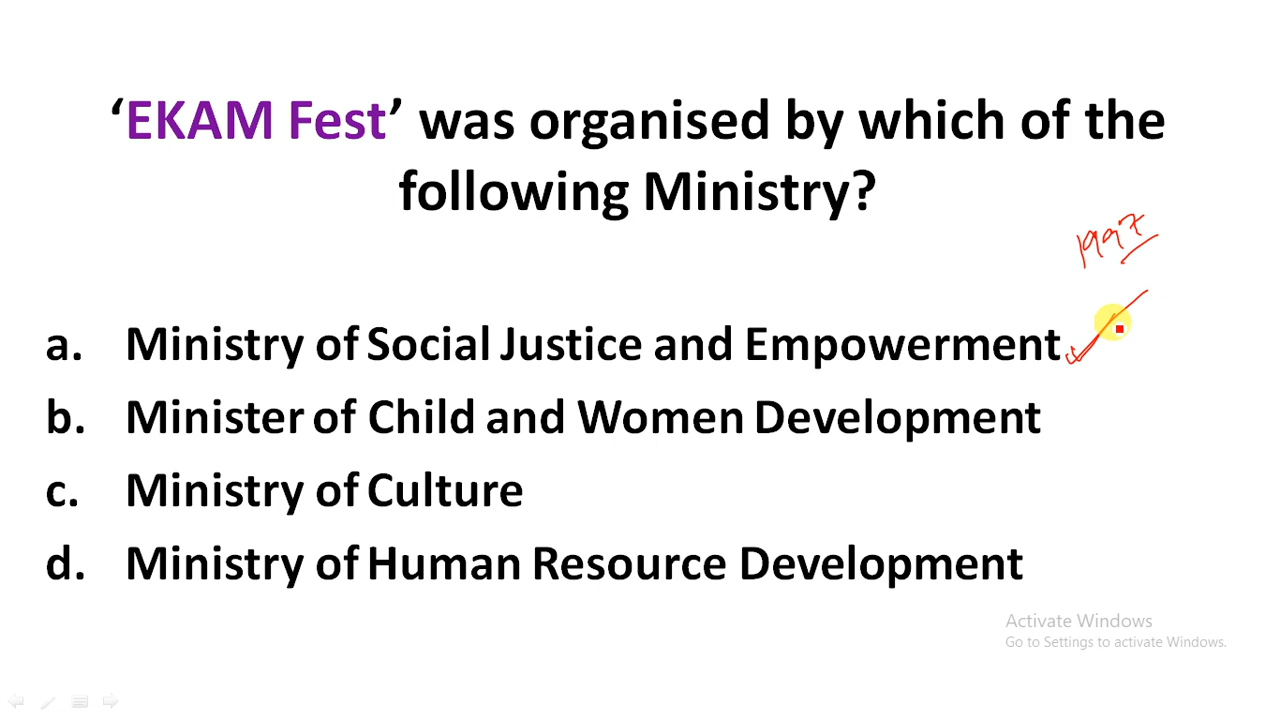 ‘EKAM Fest’ was organised by which of the
following Ministry?
1997
a. Ministry of Social Justice and Empowerment
b. Minister of Child and Women Development
c. Ministry of Culture
d. Ministry of Human Resource Development
Activate Windows
Go to Settings to activate Windows.